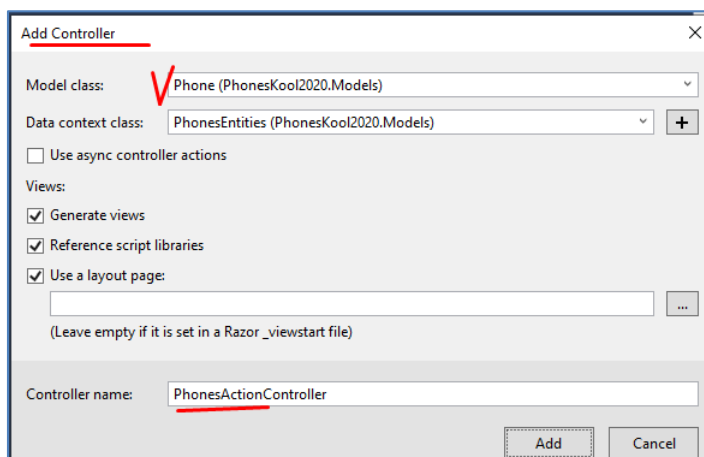 Add Controller
Model class: Phone (PhonesKool2020.Models)
Data context class: PhonesEntities (PhonesKool2020.Models) +
Use async controller actions
Views:
Generate views
Reference script libraries
Use a layout page:
...
(Leave empty if it is set in a Razor _viewstart file)
Controller name: PhonesActionController
Add Cancel